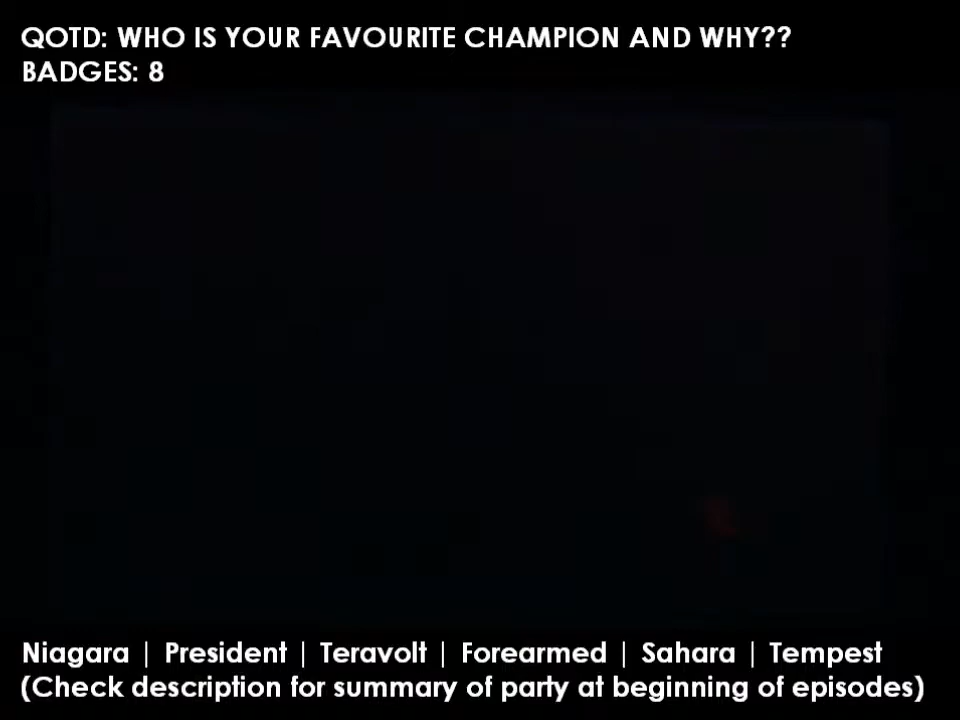 QOTD: WHO IS YOUR FAVOURITE CHAMPION AND WHY??
BADGES: 8
Niagara | President | Teravolt | Forearmed | Sahara | Tempest
(Check description for summary of party at beginning of episodes)